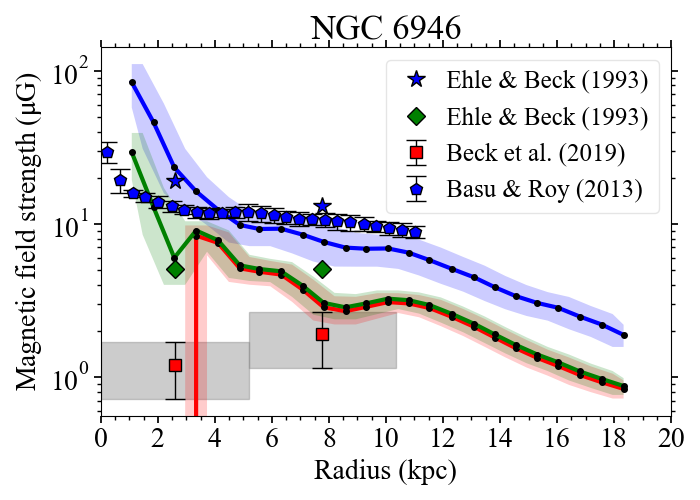 NGC 6946
Magnetic field strength (μG)
10²
10¹
10⁰
Ehle & Beck (1993)
Ehle & Beck (1993)
Beck et al. (2019)
Basu & Roy (2013)
0 2 4 6 8 10 12 14 16 18 20
Radius (kpc)